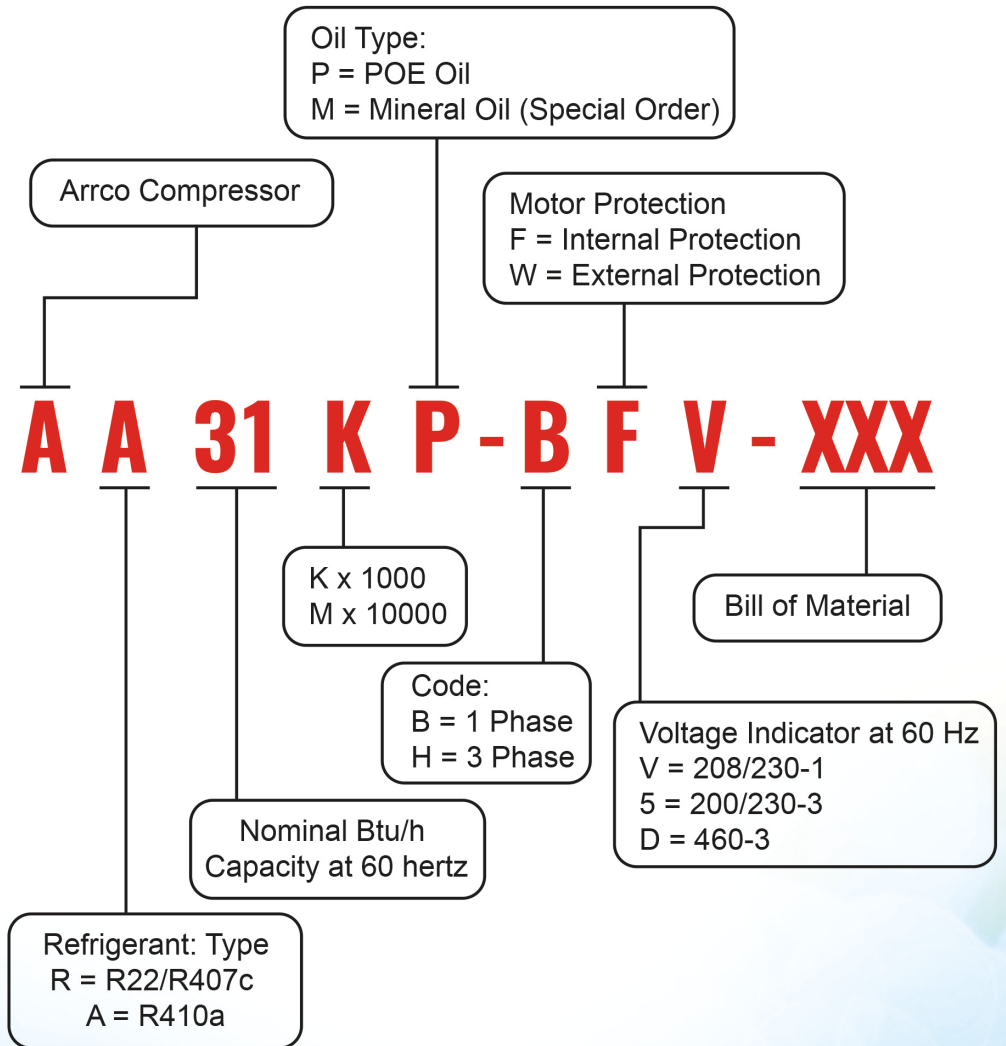 Oil Type:
P = POE Oil
M = Mineral Oil (Special Order)
Arrco Compressor
Motor Protection
F = Internal Protection
W = External Protection
A A 31 K P - B F V - XXX
K x 1000
M x 10000
Bill of Material
Code:
B = 1 Phase
H = 3 Phase
Voltage Indicator at 60 Hz
V = 208/230-1
5 = 200/230-3
D = 460-3
Nominal Btu/h
Capacity at 60 hertz
Refrigerant: Type
R = R22/R407c
A = R410a